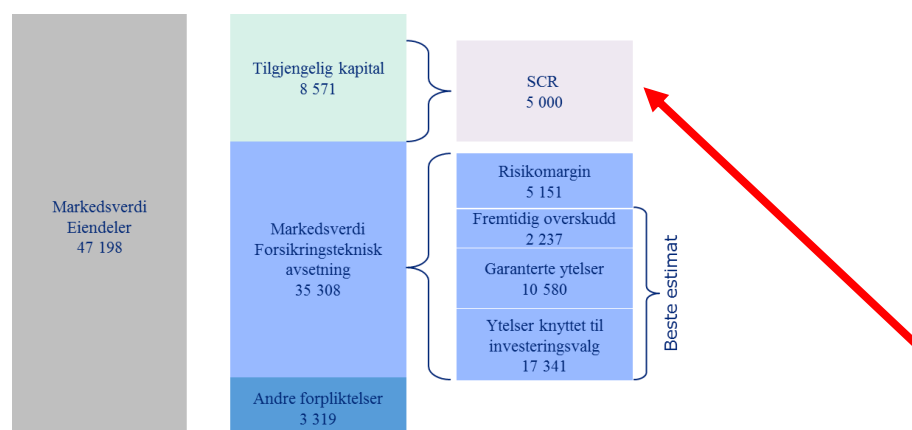 Markedsverdi
Eiendeler
47 198
Tilgjengelig kapital
8 571
Markedsverdi
Forsikringsteknisk
avsetning
35 308
Andre forpliktelser
3 319
SCR
5 000
Risikomargin
5 151
Fremtidig overskudd
2 237
Garanterte ytelser
10 580
Ytelser knyttet til
investeringsvalg
17 341
Beste estimat